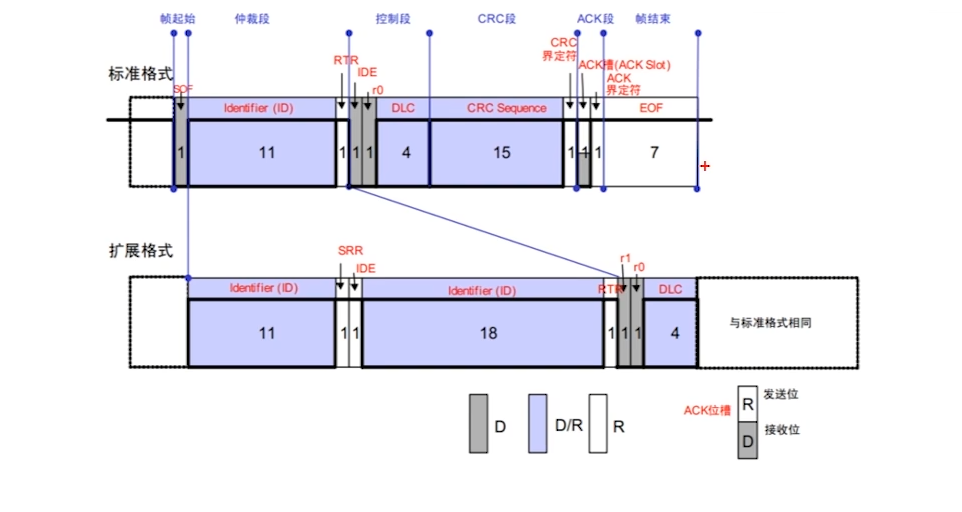 帧起始 仲裁段 控制段 CRC段 ACK段 帧结束
CRC
界定符
RTR
IDE
ACK槽(ACK Slot)
ACK
界定符
标准格式
SOF
r0
Identifier (ID) DLC CRC Sequence EOF
1 11 1 1 1 4 15 1 1 1 7
扩展格式
SRR
IDE
r1
r0
Identifier (ID) Identifier (ID) RTR DLC
11 1 1 18 1 1 1 4 与标准格式相同
D D/R R
ACK位槽
R 发送位
D 接收位